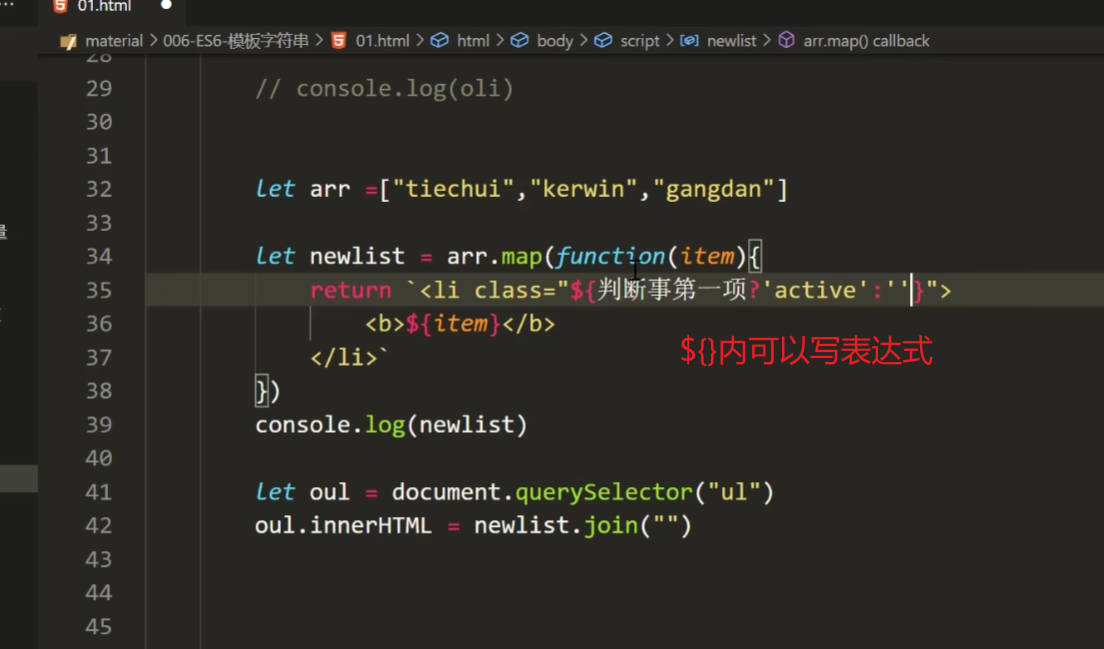 01.html
material > 006-ES6-模板字符串 > 01.html > html > body > script > newlist > arr.map() callback
28
29 // console.log(oli)
30
31
32 let arr =["tiechui","kerwin","gangdan"]
33
34 let newlist = arr.map(function(item){
35 return `<li class="${判断事第一项?'active':''}">
36 <b>${item}</b>
${}内可以写表达式
37 </li>`
38 })
39 console.log(newlist)
40
41 let oul = document.querySelector("ul")
42 oul.innerHTML = newlist.join("")
43
44
45